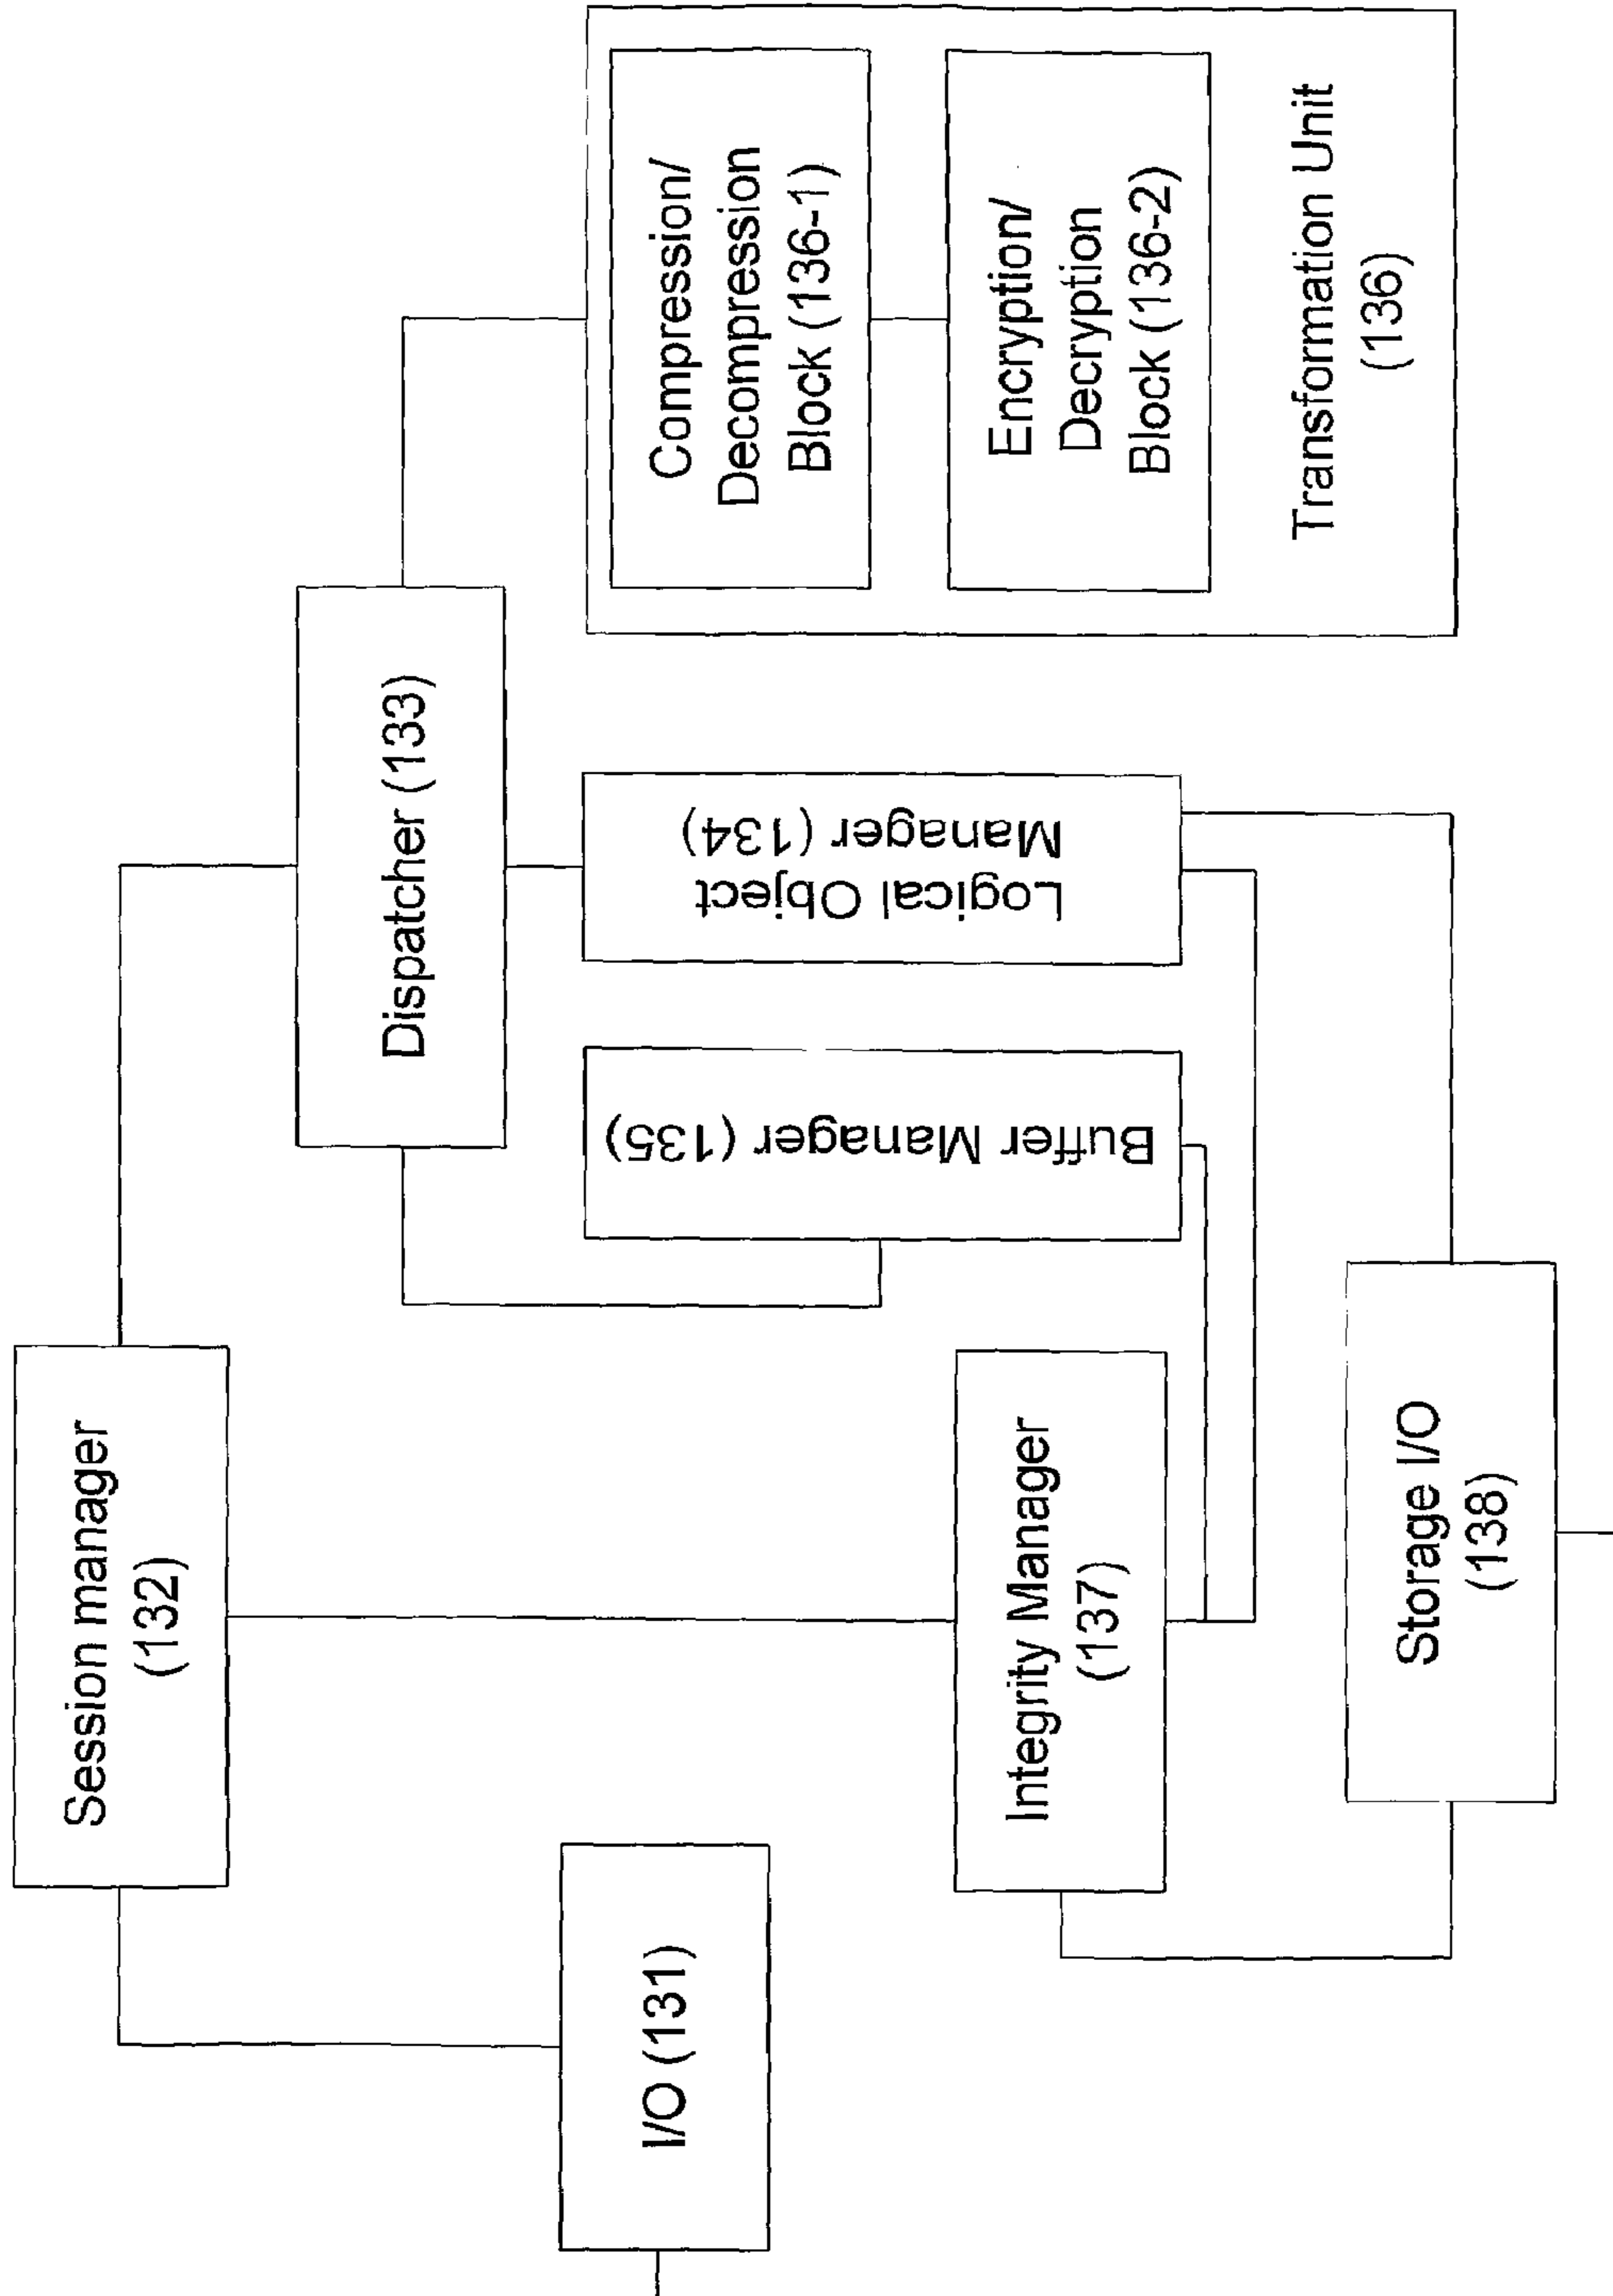 Session manager
(132)
I/O (131)
Dispatcher (133)
Integrity Manager
(137)
Buffer Manager (135)
Logical Object
Manager (134)
Compression/
Decompression
Block (136-1)
Encryption/
Decryption
Block (136-2)
Transformation Unit
(136)
Storage I/O
(138)